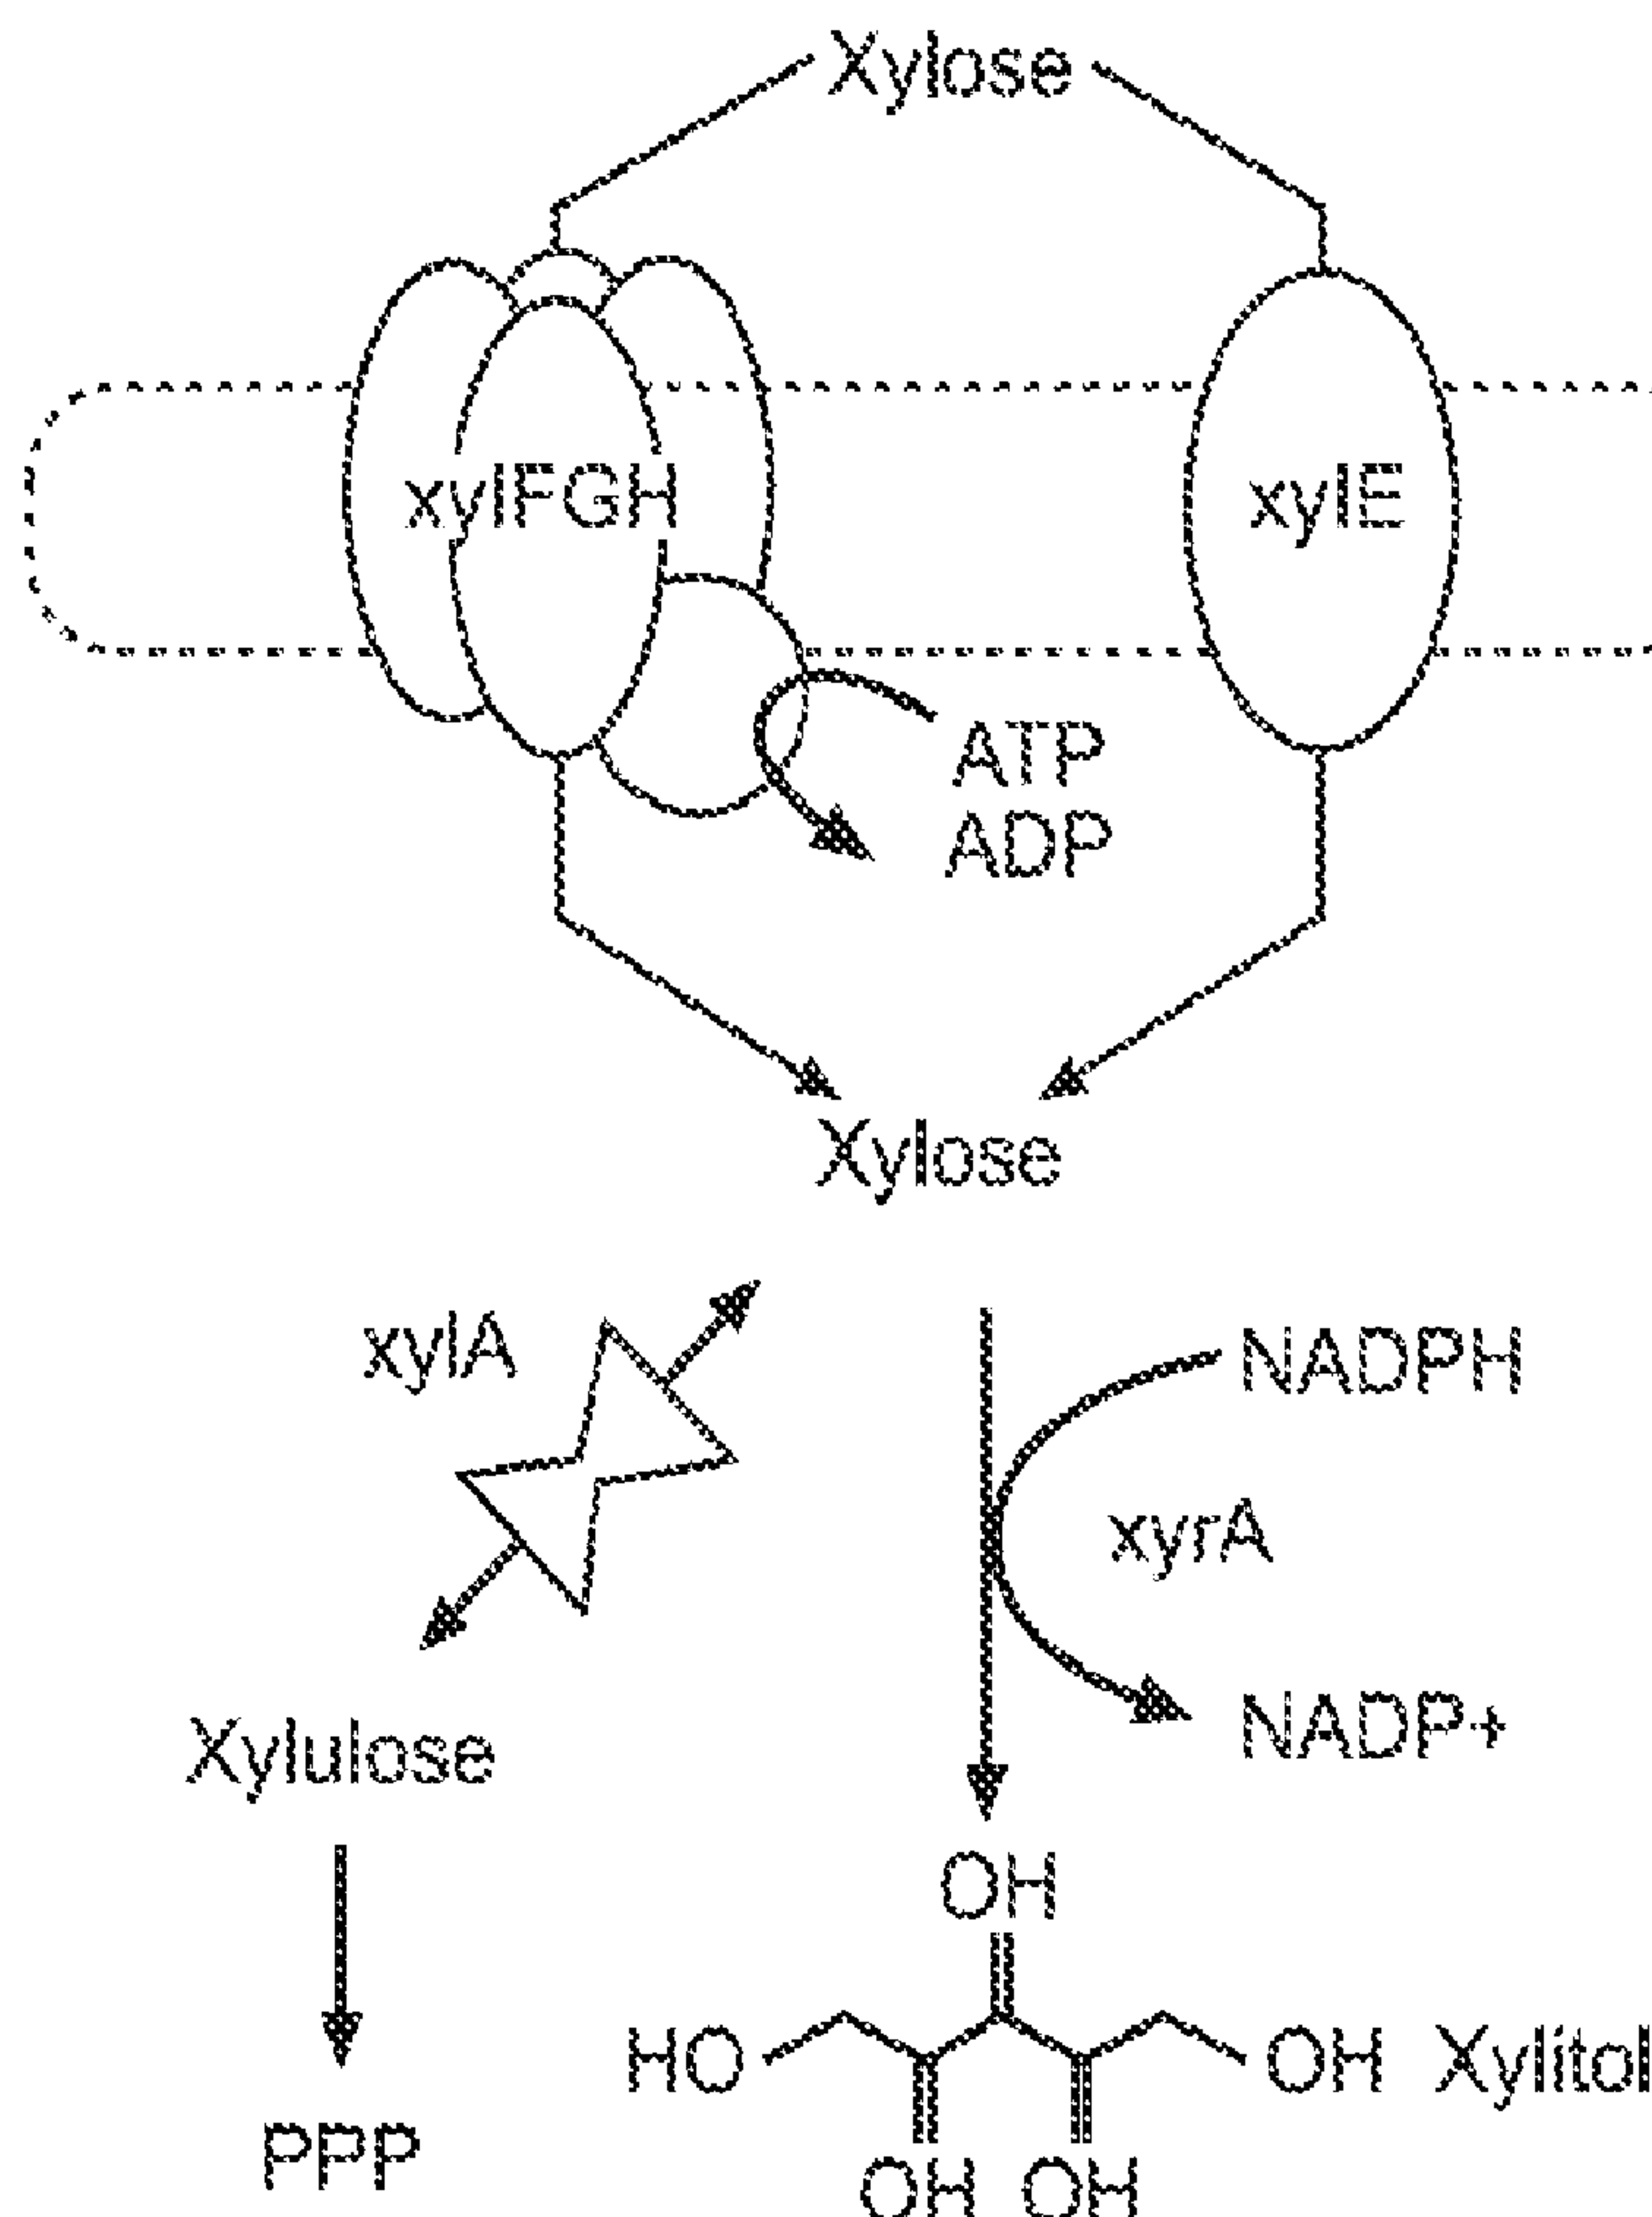 Xylose
xylFGH
xylE
ATP
ADP
Xylose
xylA
NADPH
xyrA
NADP+
Xylulose
OH
HO
OH
Xylitol
PPP
OH OH